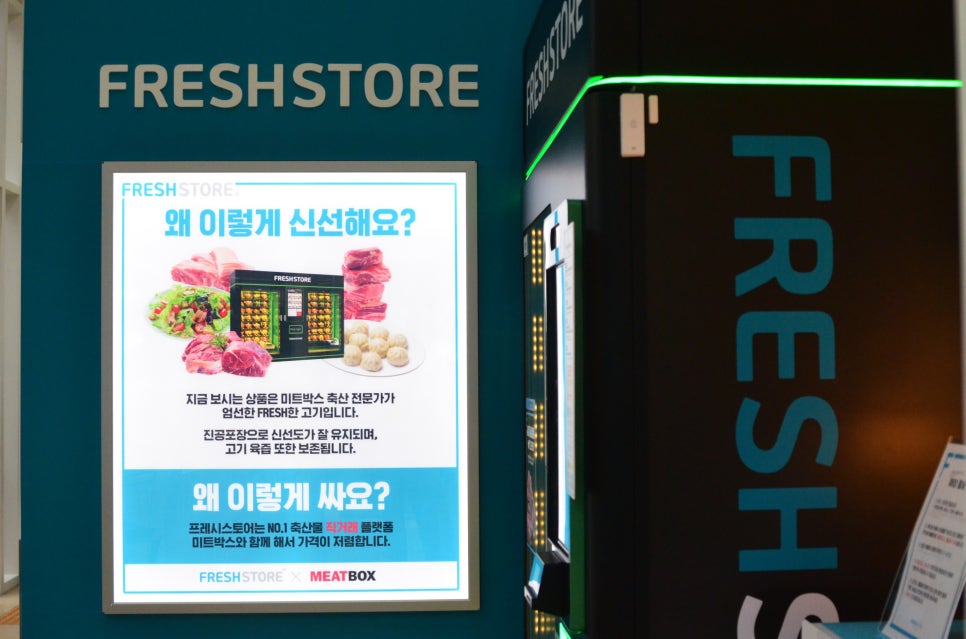 FRESHSTORE
FRESHSTORE
왜 이렇게 신선해요?
FRESHSTORE
지금 보시는 상품은 미트박스 축산 전문가가
엄선한 FRESH한 고기입니다.
진공포장으로 신선도가 잘 유지되며,
고기 육즙 또한 보존됩니다.
왜 이렇게 싸요?
프레시스토어는 NO.1 축산물 직거래 플랫폼
미트박스와 함께 해서 가격이 저렴합니다.
FRESHSTORE × MEATBOX
FRESHSTORE
FRESHS